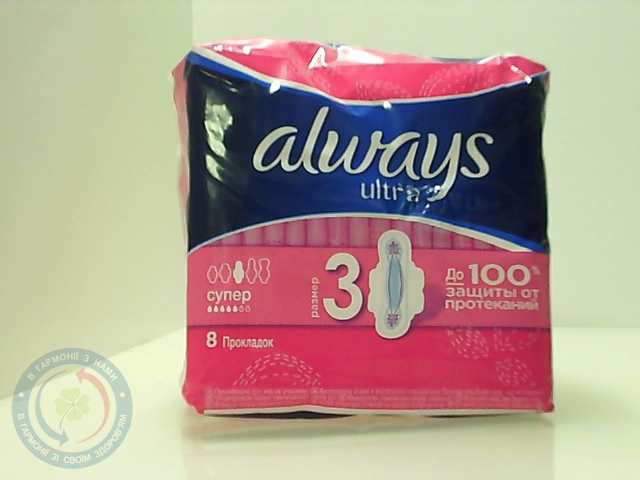 always
ultra
супер
размер
3
До 100%
защиты от
протеканий
8 Прокладок
В ГАРМОНІЇ З НАМИ
В ГАРМОНІЇ ЗІ СВОЇМ ЗДОРОВ'ЯМ